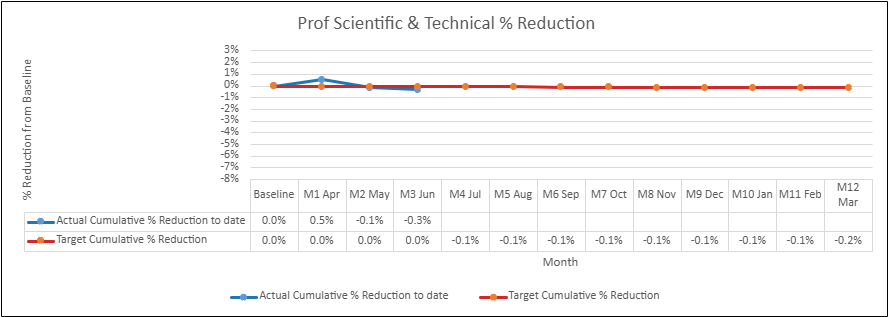 Prof Scientific & Technical % Reduction
% Reduction from Baseline
3%
2%
1%
0%
-1%
-2%
-3%
-4%
-5%
-6%
-7%
-8%
Baseline M1 Apr M2 May M3 Jun M4 Jul M5 Aug M6 Sep M7 Oct M8 Nov M9 Dec M10 Jan M11 Feb M12 Mar
Actual Cumulative % Reduction to date 0.0% 0.5% -0.1% -0.3%
Target Cumulative % Reduction 0.0% 0.0% 0.0% 0.0% -0.1% -0.1% -0.1% -0.1% -0.1% -0.1% -0.1% -0.1% -0.2%
Month
Actual Cumulative % Reduction to date Target Cumulative % Reduction